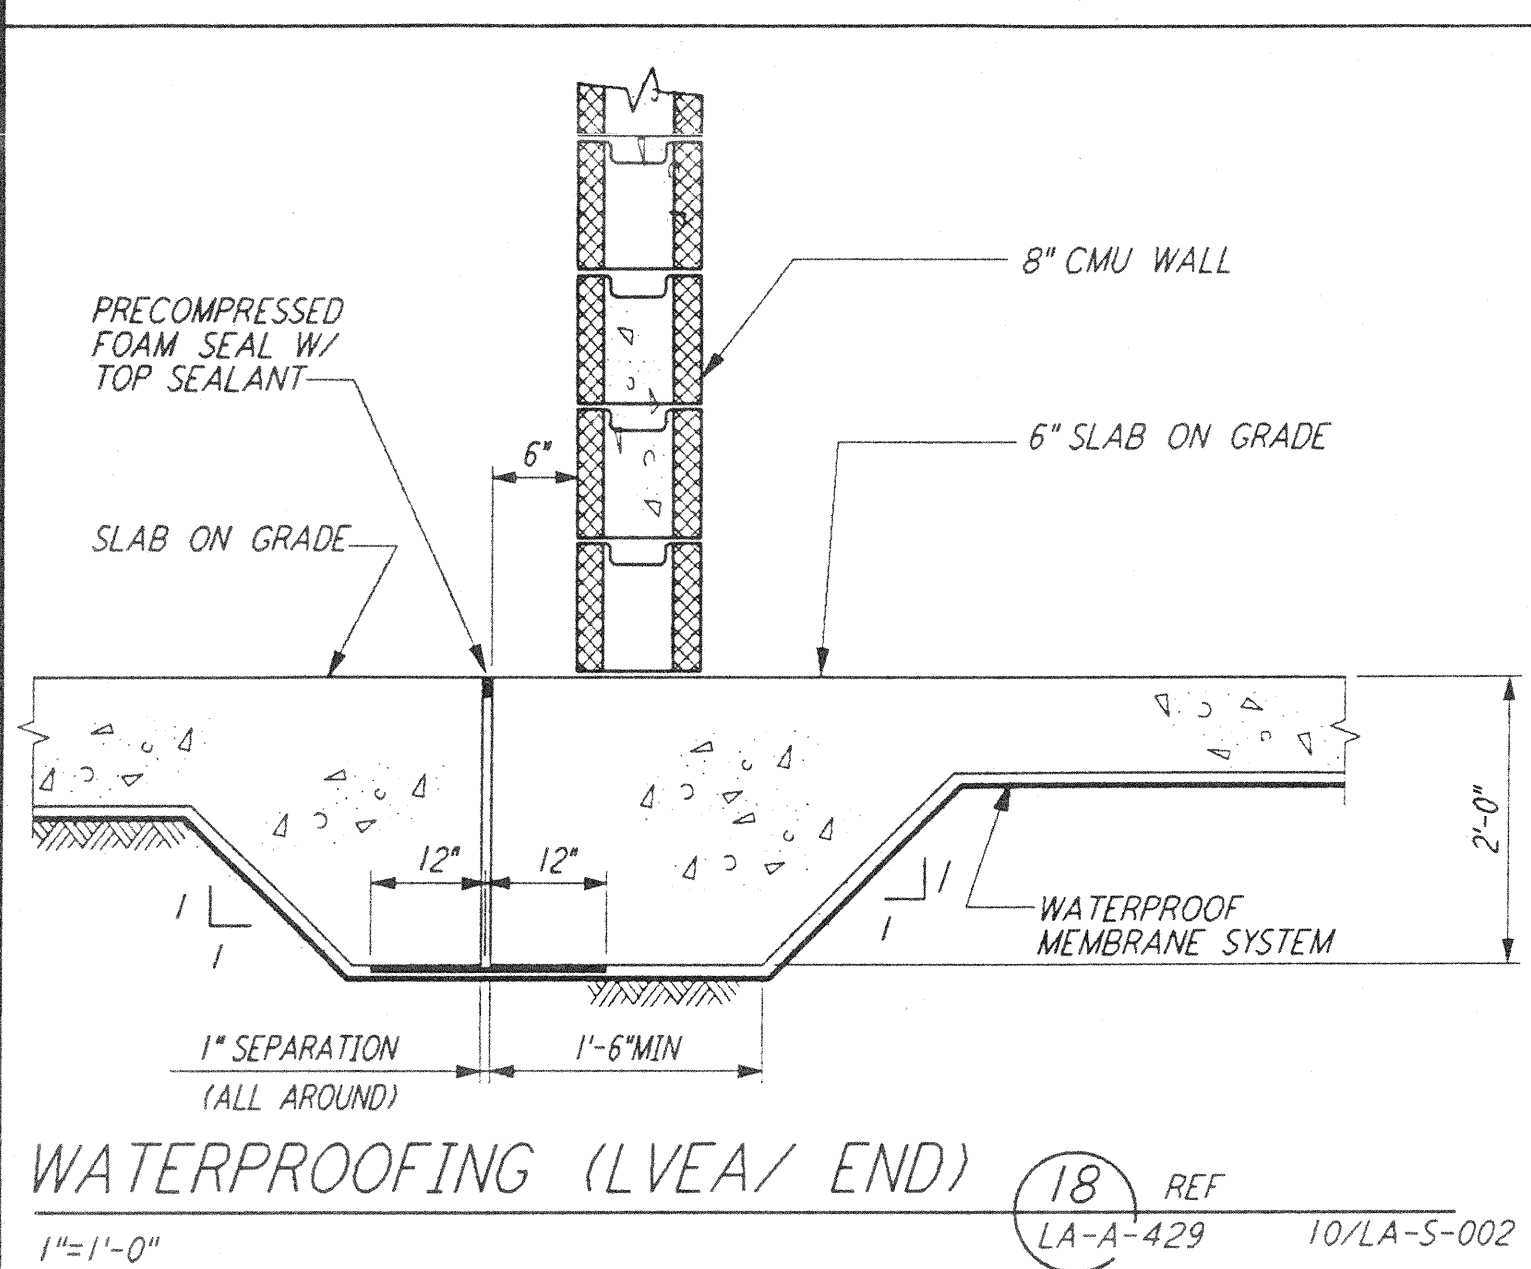 8" CMU WALL
PRECOMPRESSED
FOAM SEAL W/
TOP SEALANT
6" SLAB ON GRADE
6"
SLAB ON GRADE
2'-0"
12"
12"
1
1
1
1
WATERPROOF
MEMBRANE SYSTEM
1" SEPARATION
(ALL AROUND)
1'-6" MIN
WATERPROOFING (LVEA/ END)
18
REF
LA-A-429
10/LA-S-002
1"=1'-0"